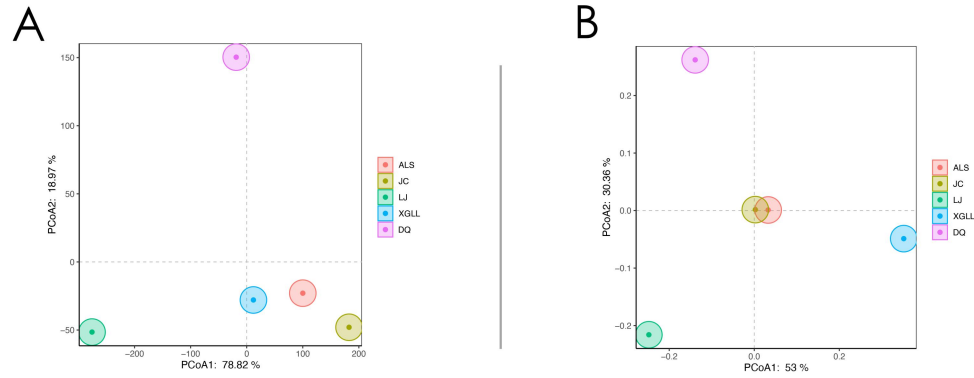 A
150
100
50
0
−50
−200
−100
0
100
200
PCoA2: 18.97 %
PCoA1: 78.82 %
ALS
JC
LJ
XGLL
DQ
B
0.2
0.1
0.0
−0.1
−0.2
−0.2
0.0
0.2
PCoA2: 30.36 %
PCoA1: 53 %
ALS
JC
LJ
XGLL
DQ